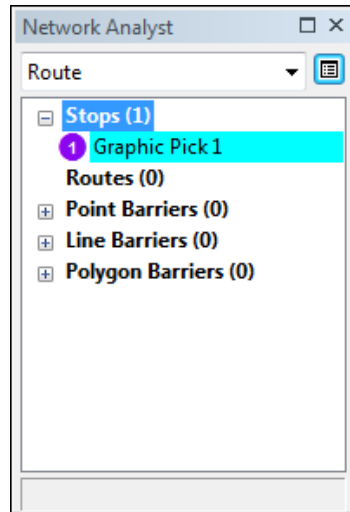 Network Analyst
Route
Stops (1)
1 Graphic Pick 1
Routes (0)
Point Barriers (0)
Line Barriers (0)
Polygon Barriers (0)